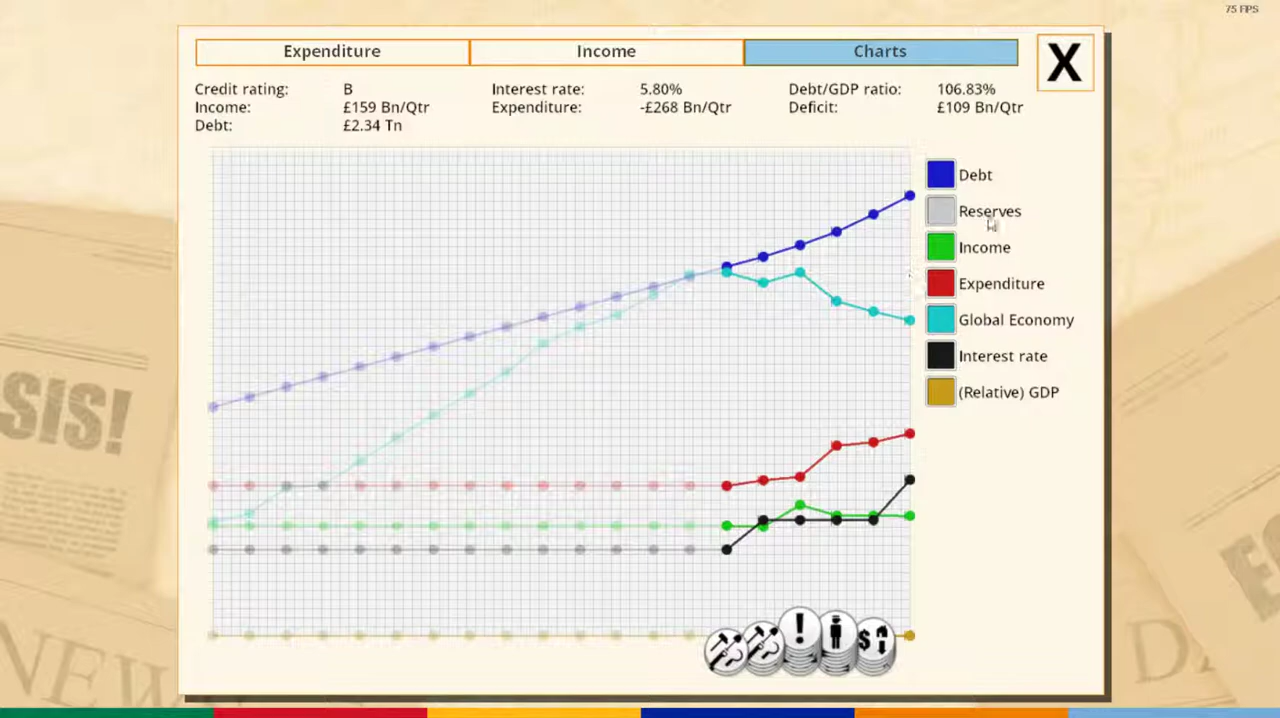 75 FPS
Expenditure Income Charts X
Credit rating: B Interest rate: 5.80% Debt/GDP ratio: 106.83%
Income: £159 Bn/Qtr Expenditure: -£268 Bn/Qtr Deficit: £109 Bn/Qtr
Debt: £2.34 Tn
Debt
Reserves
Income
Expenditure
Global Economy
Interest rate
(Relative) GDP
SIS!
NEW